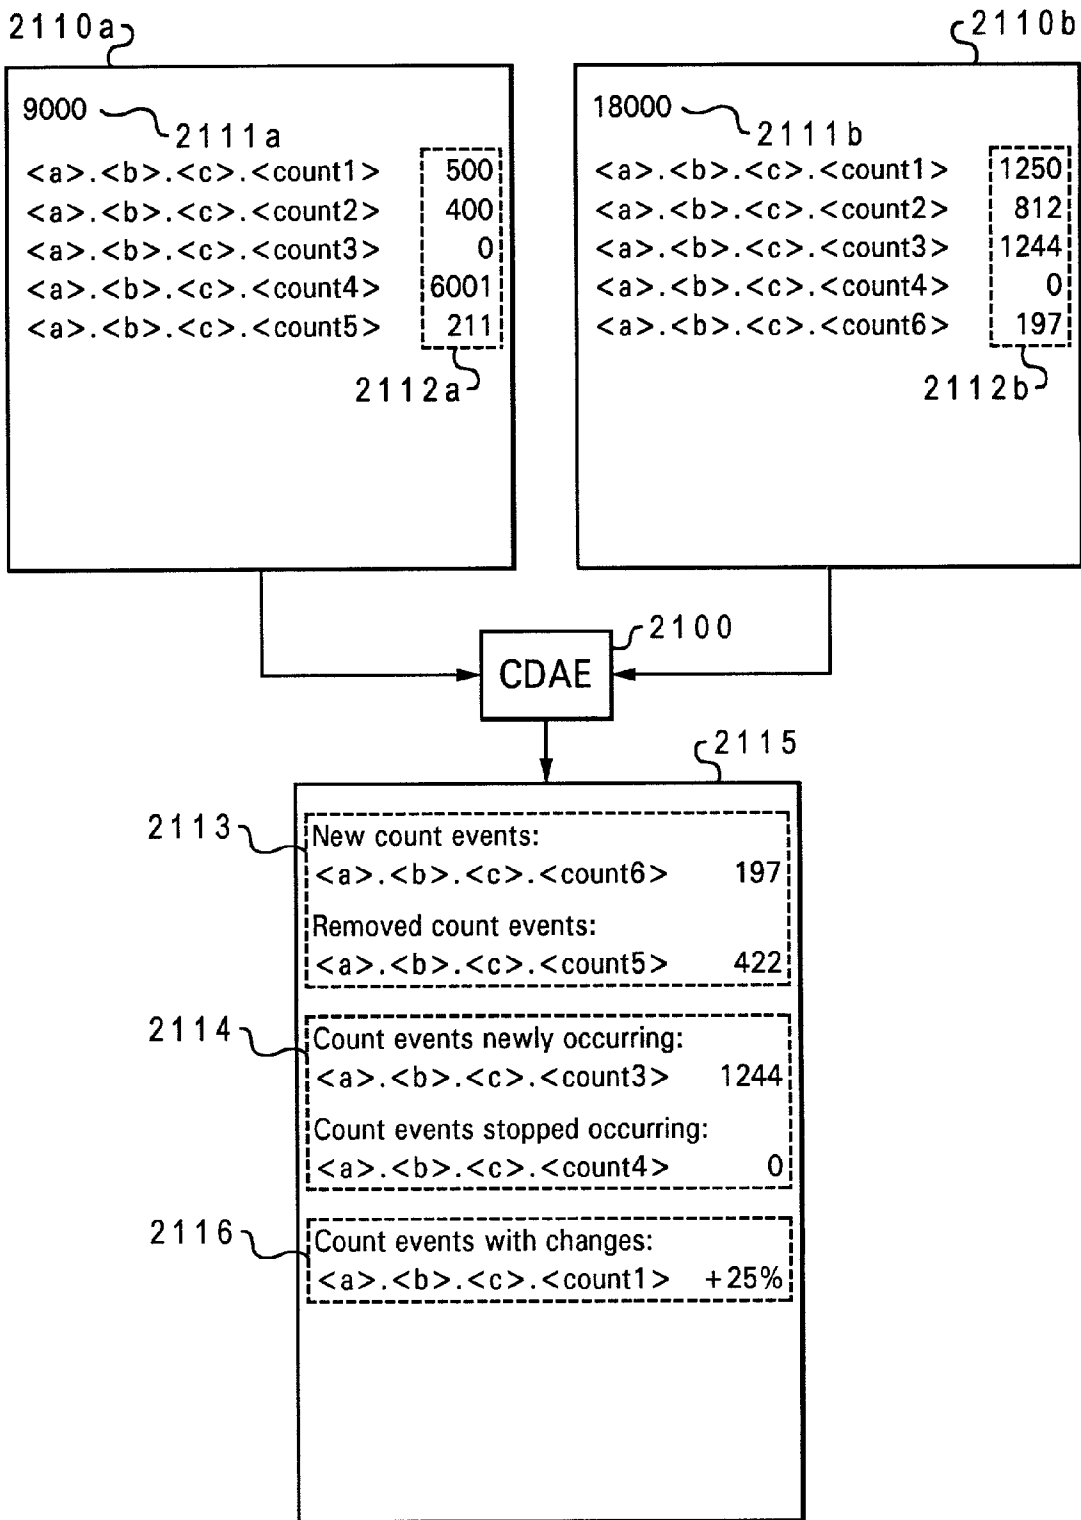 2110a
9000
2111a
<a>.<b>.<c>.<count1> 500
<a>.<b>.<c>.<count2> 400
<a>.<b>.<c>.<count3> 0
<a>.<b>.<c>.<count4> 6001
<a>.<b>.<c>.<count5> 211
2112a
2110b
18000
2111b
<a>.<b>.<c>.<count1> 1250
<a>.<b>.<c>.<count2> 812
<a>.<b>.<c>.<count3> 1244
<a>.<b>.<c>.<count4> 0
<a>.<b>.<c>.<count6> 197
2112b
2100
CDAE
2115
2113
New count events:
<a>.<b>.<c>.<count6> 197
Removed count events:
<a>.<b>.<c>.<count5> 422
2114
Count events newly occurring:
<a>.<b>.<c>.<count3> 1244
Count events stopped occurring:
<a>.<b>.<c>.<count4> 0
2116
Count events with changes:
<a>.<b>.<c>.<count1> +25%